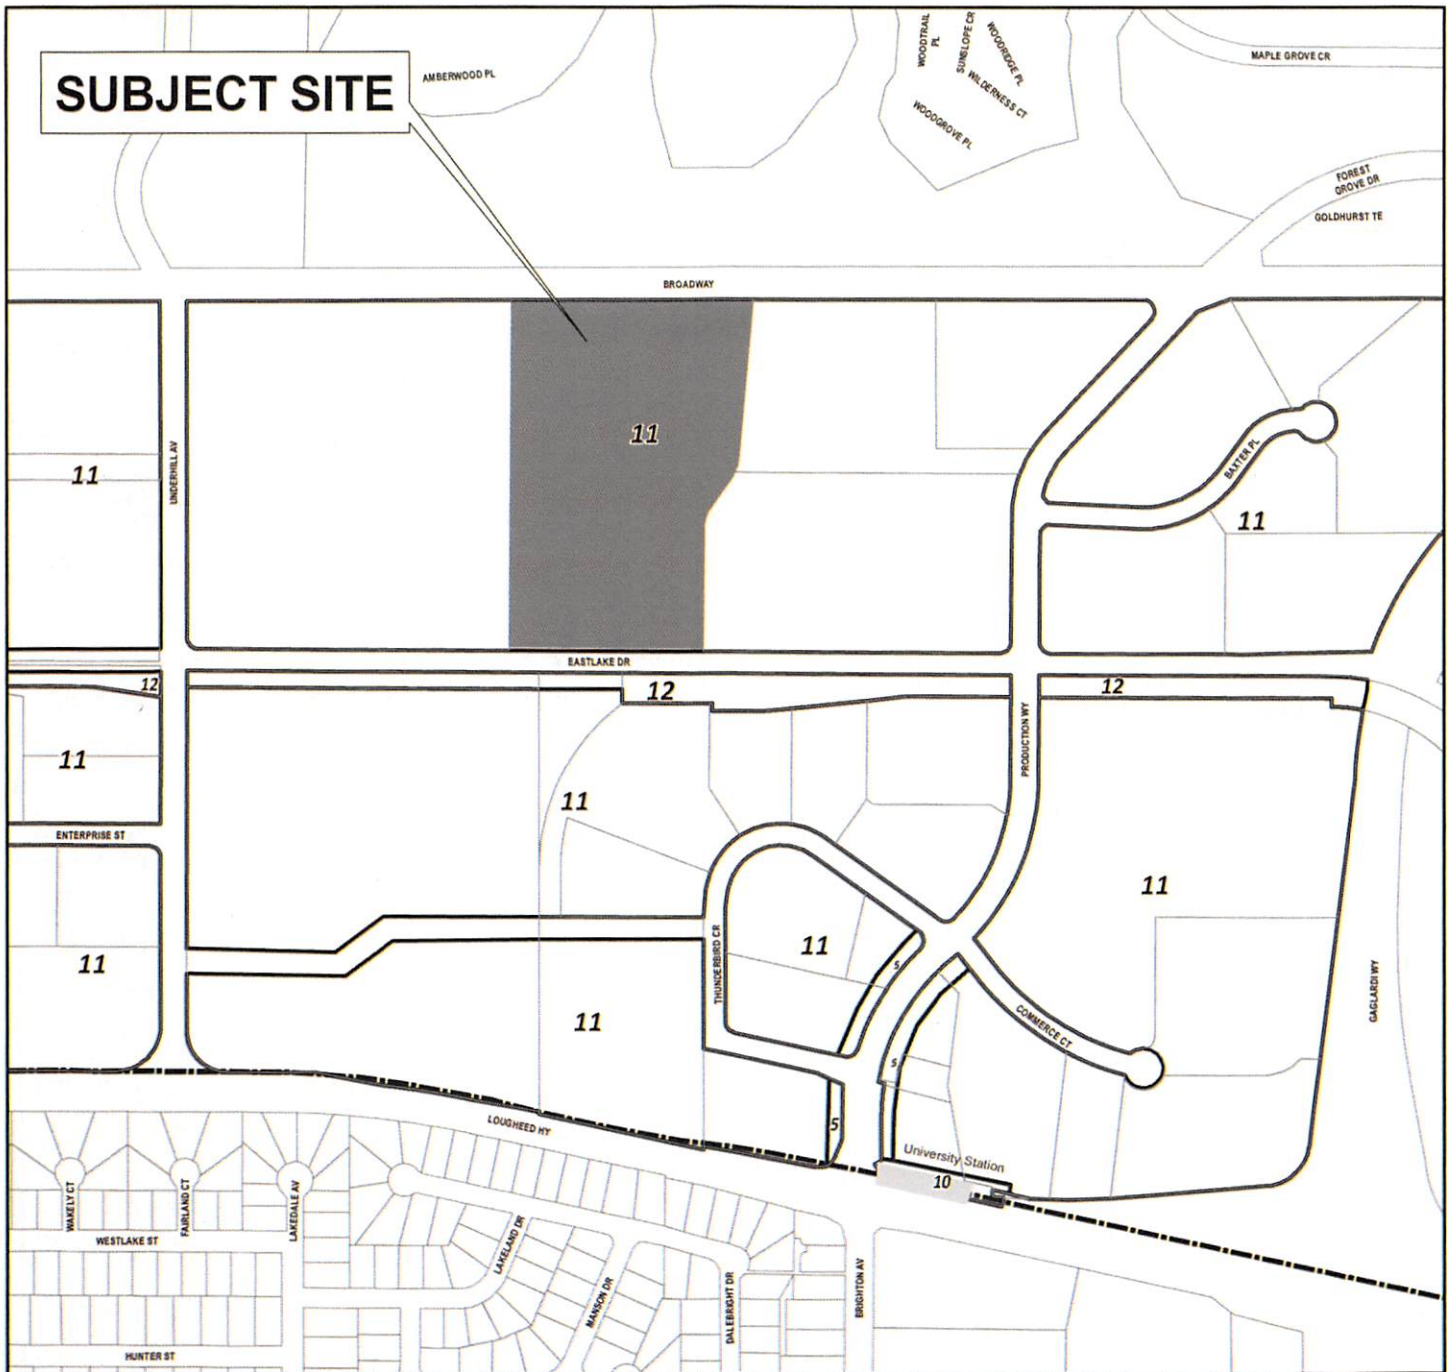 WOODTRAIL
PL
SUNSLOPE CR
WOODRIDGE PL
WILDERNESS CT
WOODGROVE PL
MAPLE GROVE CR
SUBJECT SITE
AMBERWOOD PL
FOREST
GROVE DR
GOLDHURST TE
BROADWAY
11
UNDERHILL AV
11
BAXTER PL
11
EASTLAKE DR
12
12
12
11
PRODUCTION WY
11
ENTERPRISE ST
11
11
THUNDERBIRD CR
11
5
GAGLARDI WY
11
COMMERCE CT
5
5
LOUGHEED HY
University Station
10
WAKELY CT
FAIRLAND CT
LAKEDALE AV
WESTLAKE ST
LAKELAND DR
MANSON DR
DALEBRIGHT DR
BRIGHTON AV
HUNTER ST